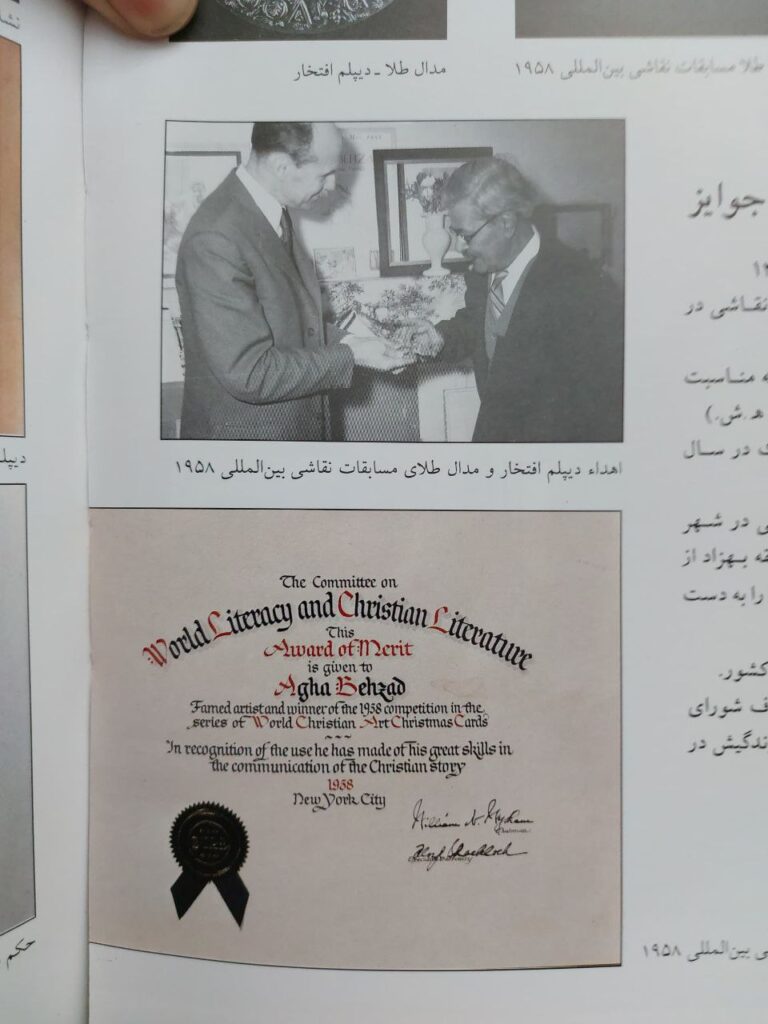 مدال طلا ـ دیپلم افتخار
طلا مسابقات نقاشی بین‌المللی ۱۹۵۸
اهداء دیپلم افتخار و مدال طلای مسابقات نقاشی بین‌المللی ۱۹۵۸
The Committee on
World Literacy and Christian Literature
This
Award of Merit
is given to
Agha Behzad
Famed artist and winner of the 1958 competition in the
series of World Christian Art Christmas Cards
In recognition of the use he has made of his great skills in
the communication of the Christian story
1958
New York City
Chairman
جوایز
نقاشی در
مناسبت
ه‍.ش.)
در سال
در شهر
بهزاد از
را به دست
کشور.
شورای
در
بین‌المللی ۱۹۵۸
حکم